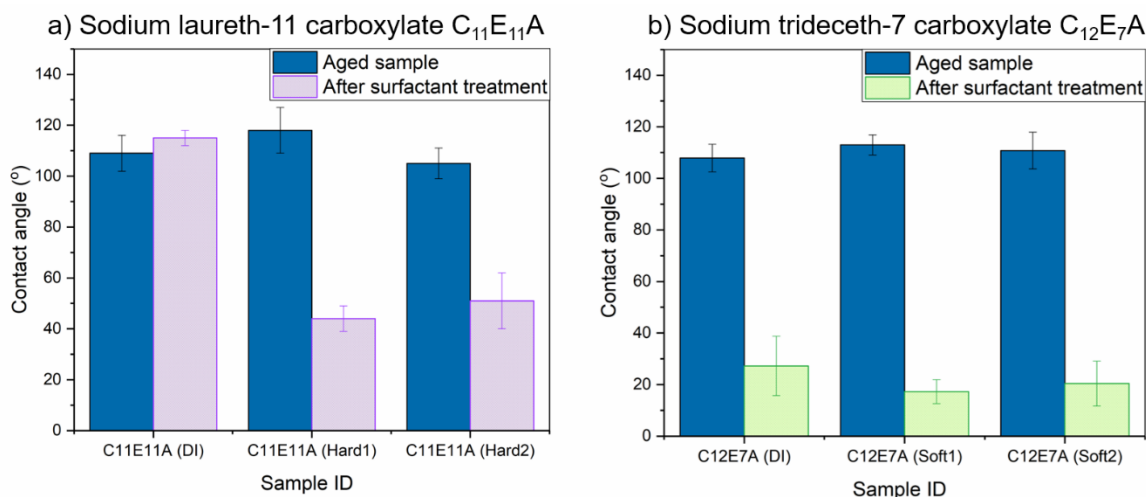 a) Sodium laureth-11 carboxylate C₁₁E₁₁A
Aged sample
After surfactant treatment
Contact angle (°)
140
120
100
80
60
40
20
0
C11E11A (DI) C11E11A (Hard1) C11E11A (Hard2)
Sample ID
b) Sodium trideceth-7 carboxylate C₁₂E₇A
Aged sample
After surfactant treatment
Contact angle (°)
140
120
100
80
60
40
20
0
C12E7A (DI) C12E7A (Soft1) C12E7A (Soft2)
Sample ID